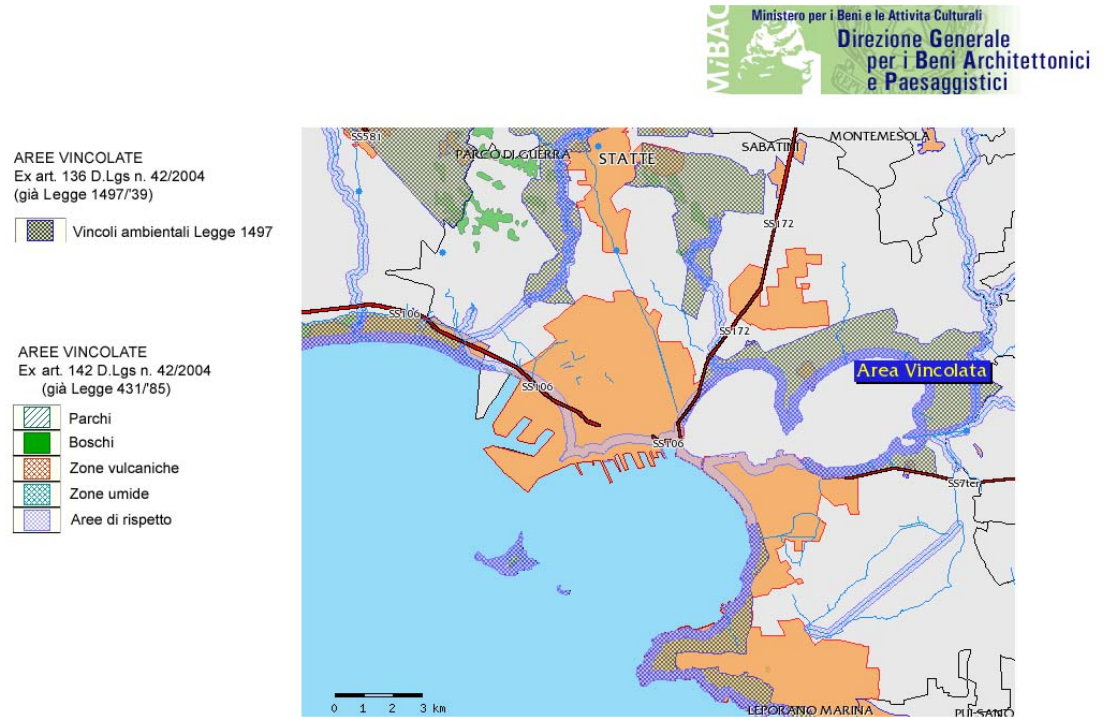 Ministero per i Beni e le Attivita Culturali
MiBAC
Direzione Generale
per i Beni Architettonici
e Paesaggistici
AREE VINCOLATE
Ex art. 136 D.Lgs n. 42/2004
(già Legge 1497/'39)
Vincoli ambientali Legge 1497
AREE VINCOLATE
Ex art. 142 D.Lgs n. 42/2004
(già Legge 431/'85)
Parchi
Boschi
Zone vulcaniche
Zone umide
Aree di rispetto
SS581
PARCO DI GUERRA
STATTE
SABATINI
MONTEMESOLA
SS172
SS106
SS172
Area Vincolata
SS106
SS106
SS7ter
0 1 2 3 km
LEPORANO MARINA
PULSANO